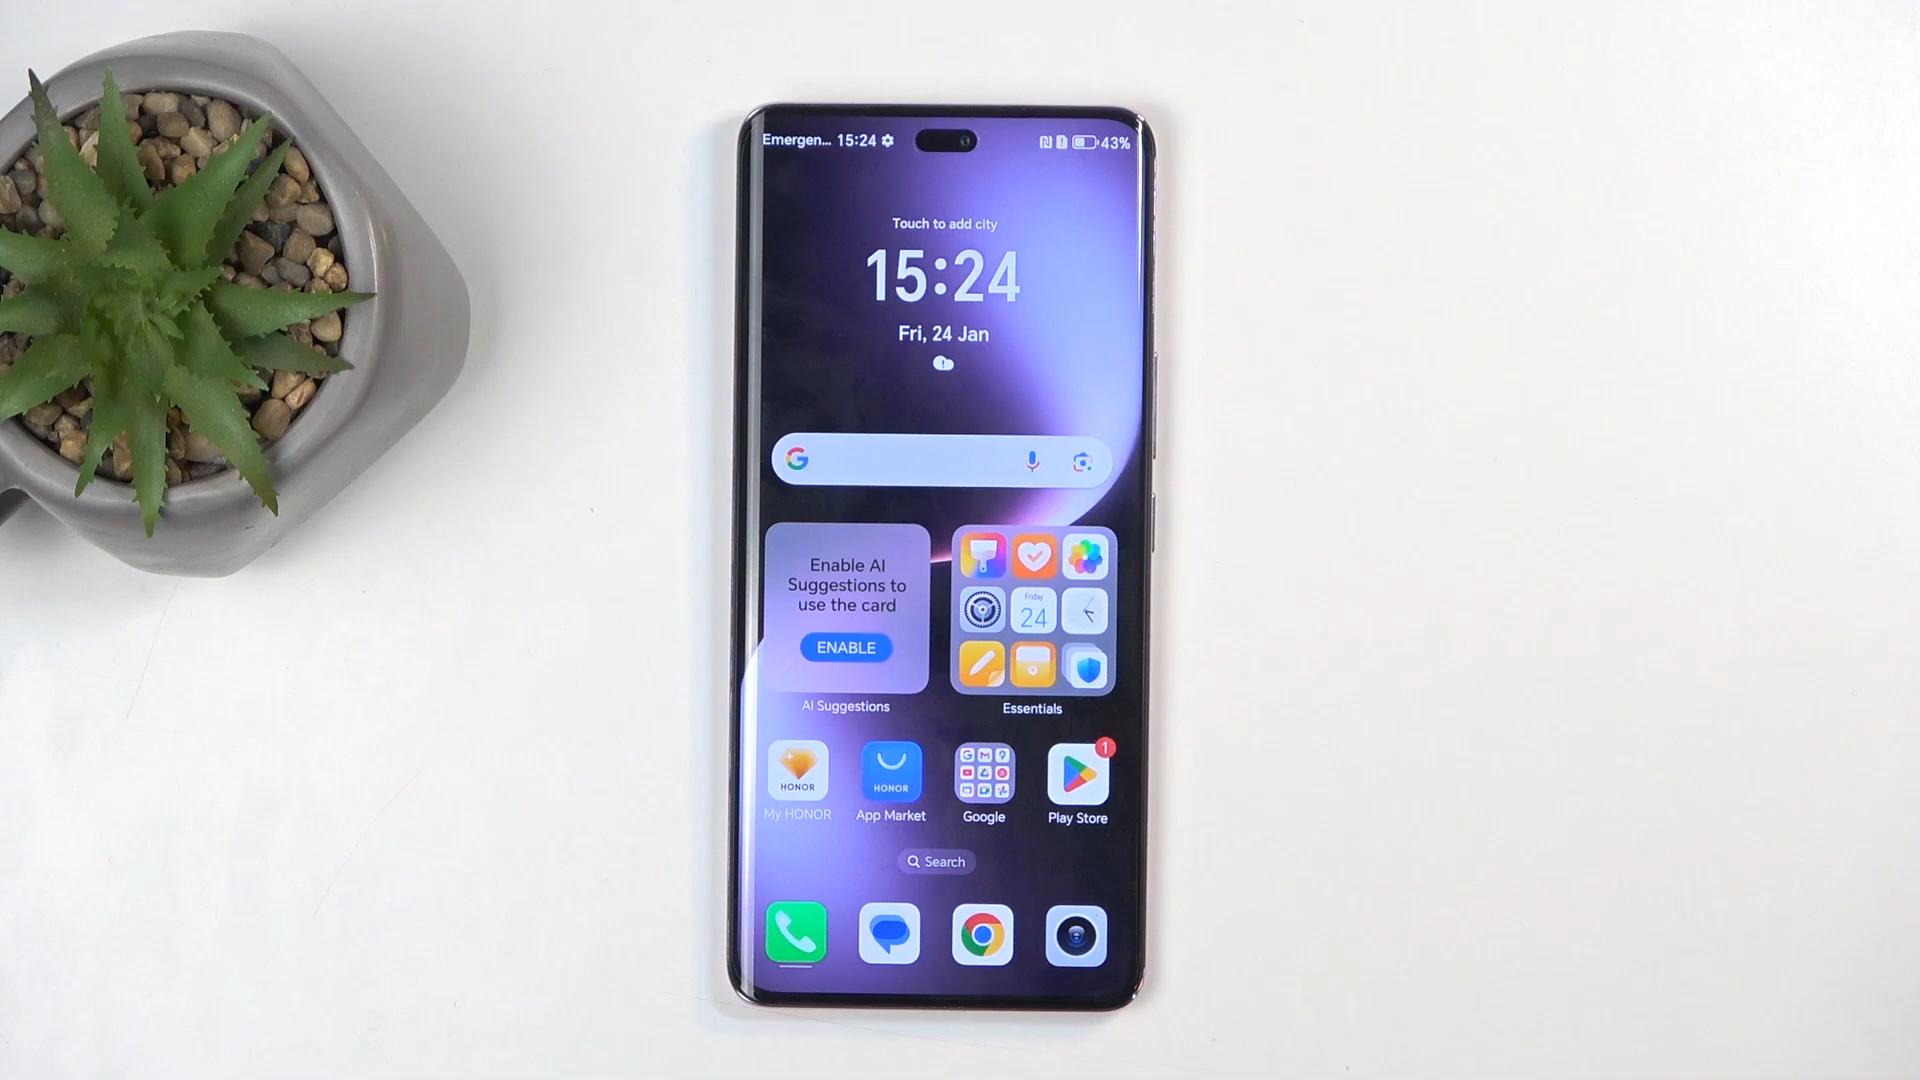 Emergen... 15:24
43%
Touch to add city
15:24
Fri, 24 Jan
G
Enable AI
Suggestions to
use the card
ENABLE
Friday
24
AI Suggestions
Essentials
HONOR
HONOR
1
My HONOR
App Market
Google
Play Store
Search